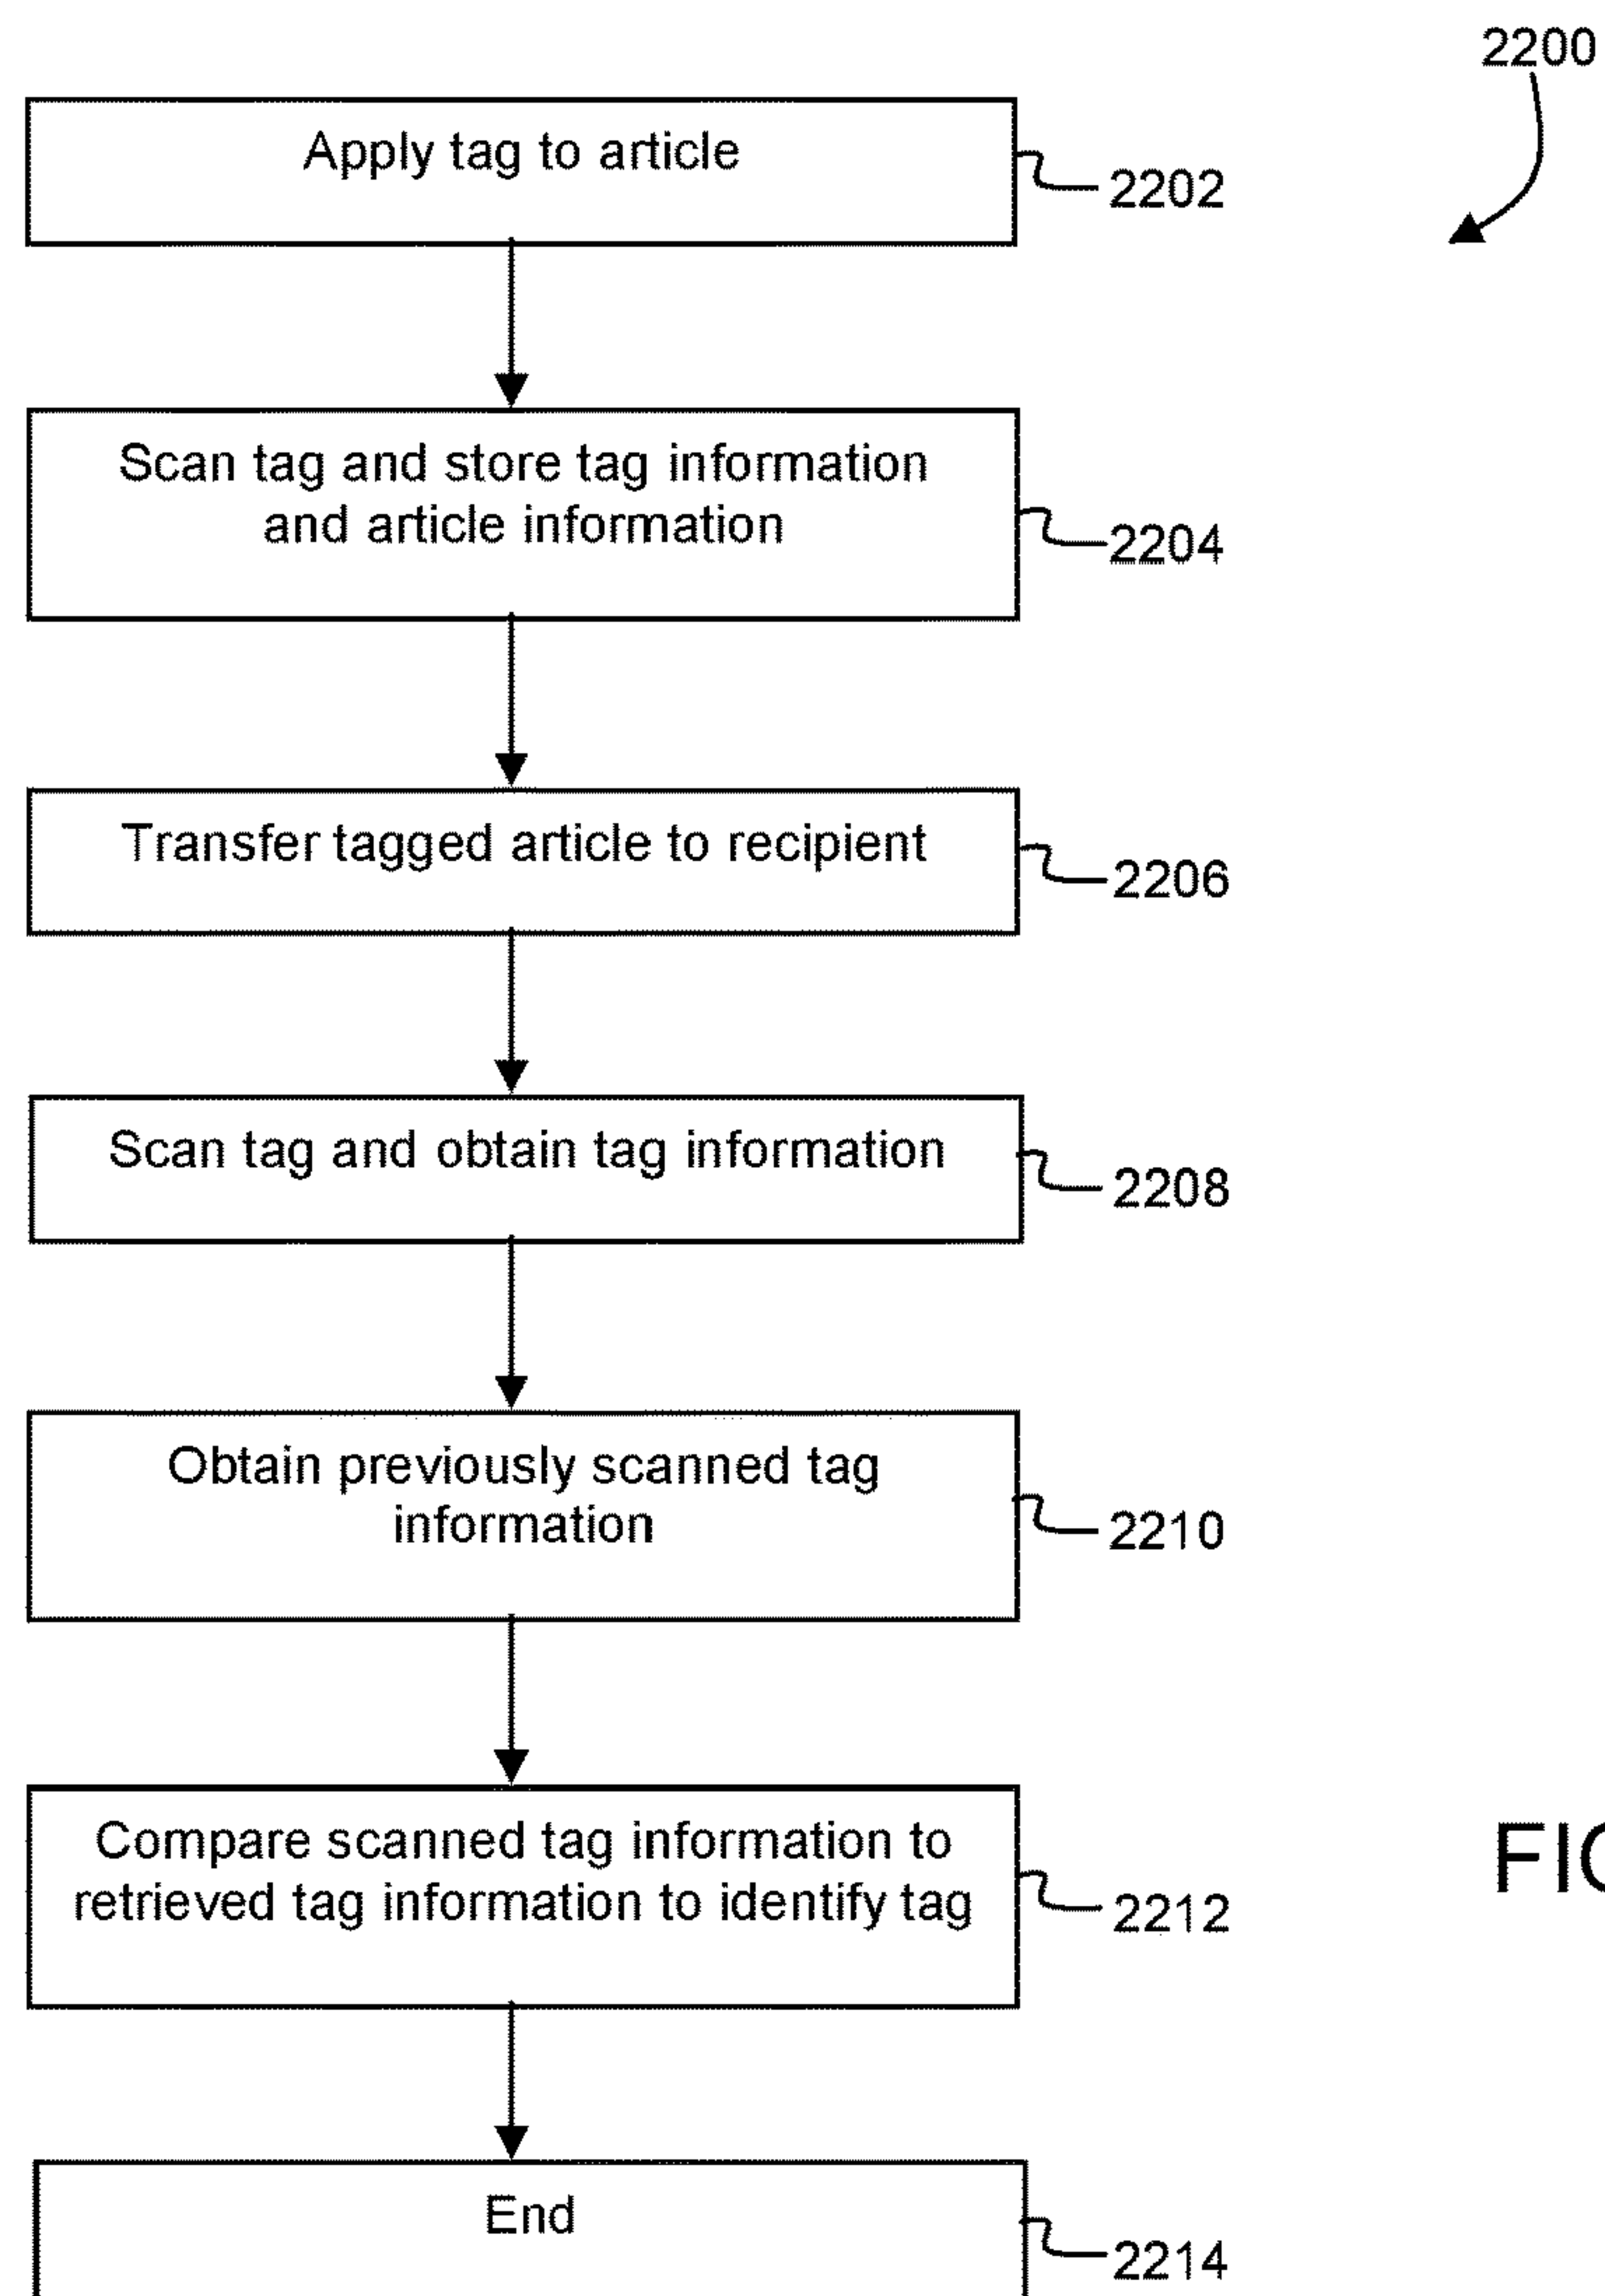 2200
Apply tag to article
2202
Scan tag and store tag information
and article information
2204
Transfer tagged article to recipient
2206
Scan tag and obtain tag information
2208
Obtain previously scanned tag
information
2210
Compare scanned tag information to
retrieved tag information to identify tag
2212
End
2214